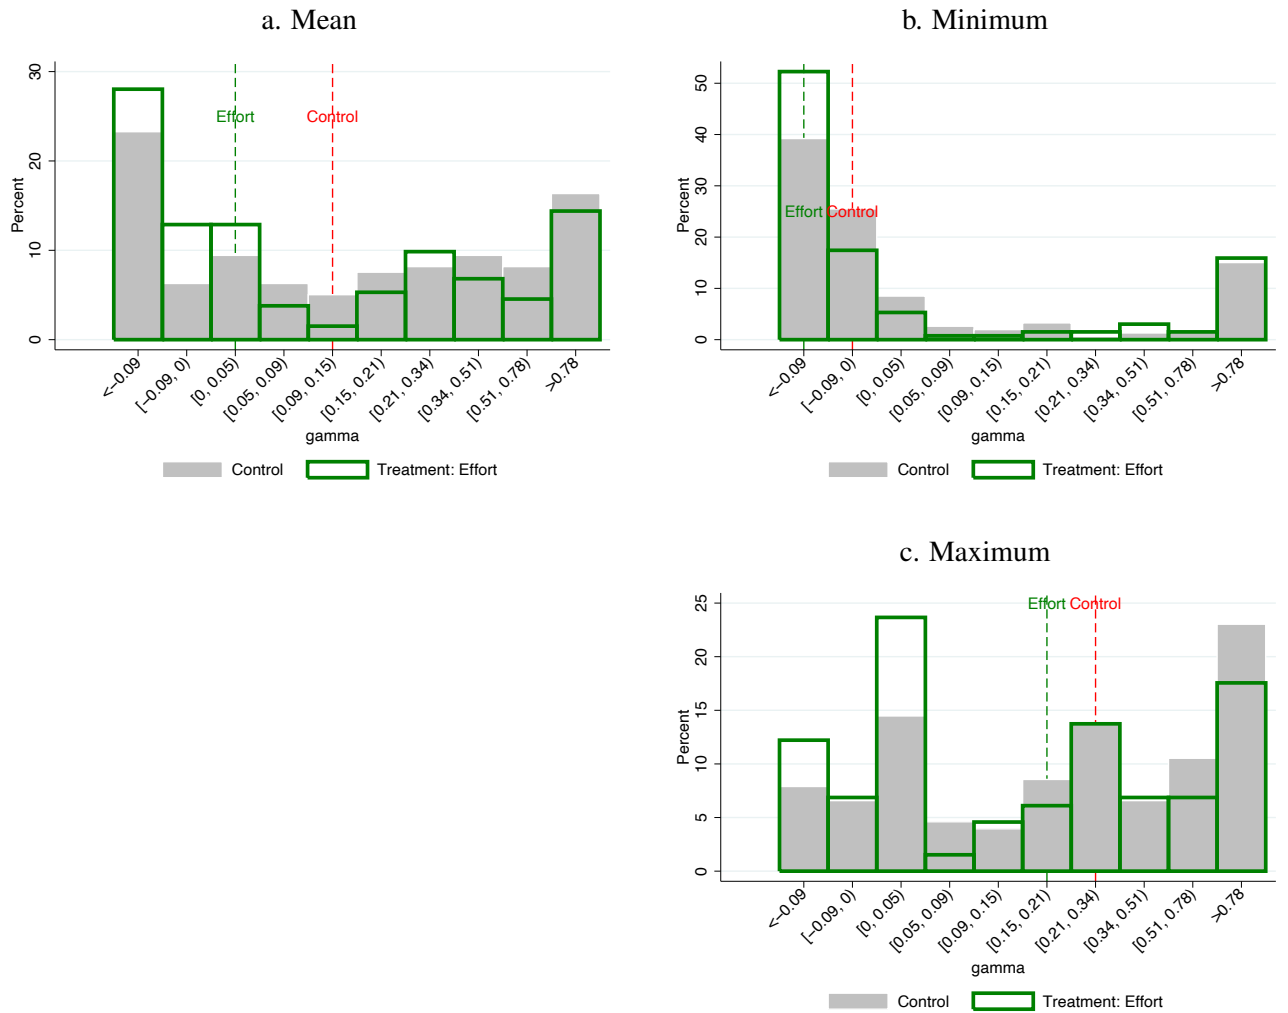 a. Mean
30
20
10
0
Percent
Effort
Control
<−0.09
[−0.09, 0)
[0, 0.05)
[0.05, 0.09)
[0.09, 0.15)
[0.15, 0.21)
[0.21, 0.34)
[0.34, 0.51)
[0.51, 0.78)
>0.78
gamma
Control
Treatment: Effort
b. Minimum
50
40
30
20
10
0
Percent
Effort
Control
<−0.09
[−0.09, 0)
[0, 0.05)
[0.05, 0.09)
[0.09, 0.15)
[0.15, 0.21)
[0.21, 0.34)
[0.34, 0.51)
[0.51, 0.78)
>0.78
gamma
Control
Treatment: Effort
c. Maximum
25
20
15
10
5
0
Percent
Effort
Control
<−0.09
[−0.09, 0)
[0, 0.05)
[0.05, 0.09)
[0.09, 0.15)
[0.15, 0.21)
[0.21, 0.34)
[0.34, 0.51)
[0.51, 0.78)
>0.78
gamma
Control
Treatment: Effort